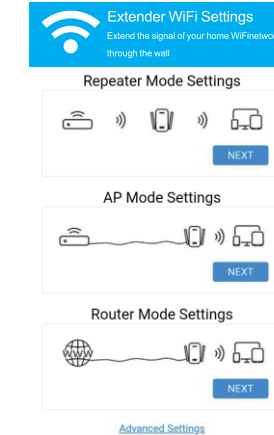 Extender WiFi Settings
Extend the signal of your home WiFinetwor
through the wall
Repeater Mode Settings
NEXT
AP Mode Settings
NEXT
Router Mode Settings
WWW
NEXT
Advanced Settings